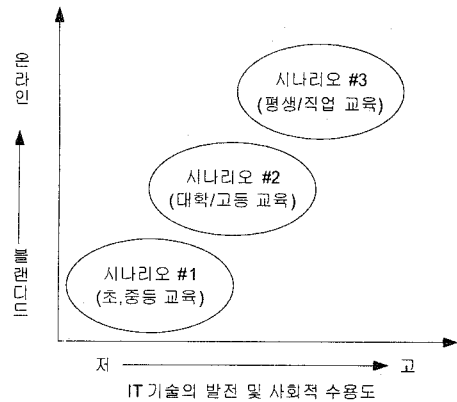 온라인
시나리오 #3
(평생/직업 교육)
시나리오 #2
(대학/고등 교육)
블랜디드
시나리오 #1
(초,중등 교육)
저
고
IT 기술의 발전 및 사회적 수용도